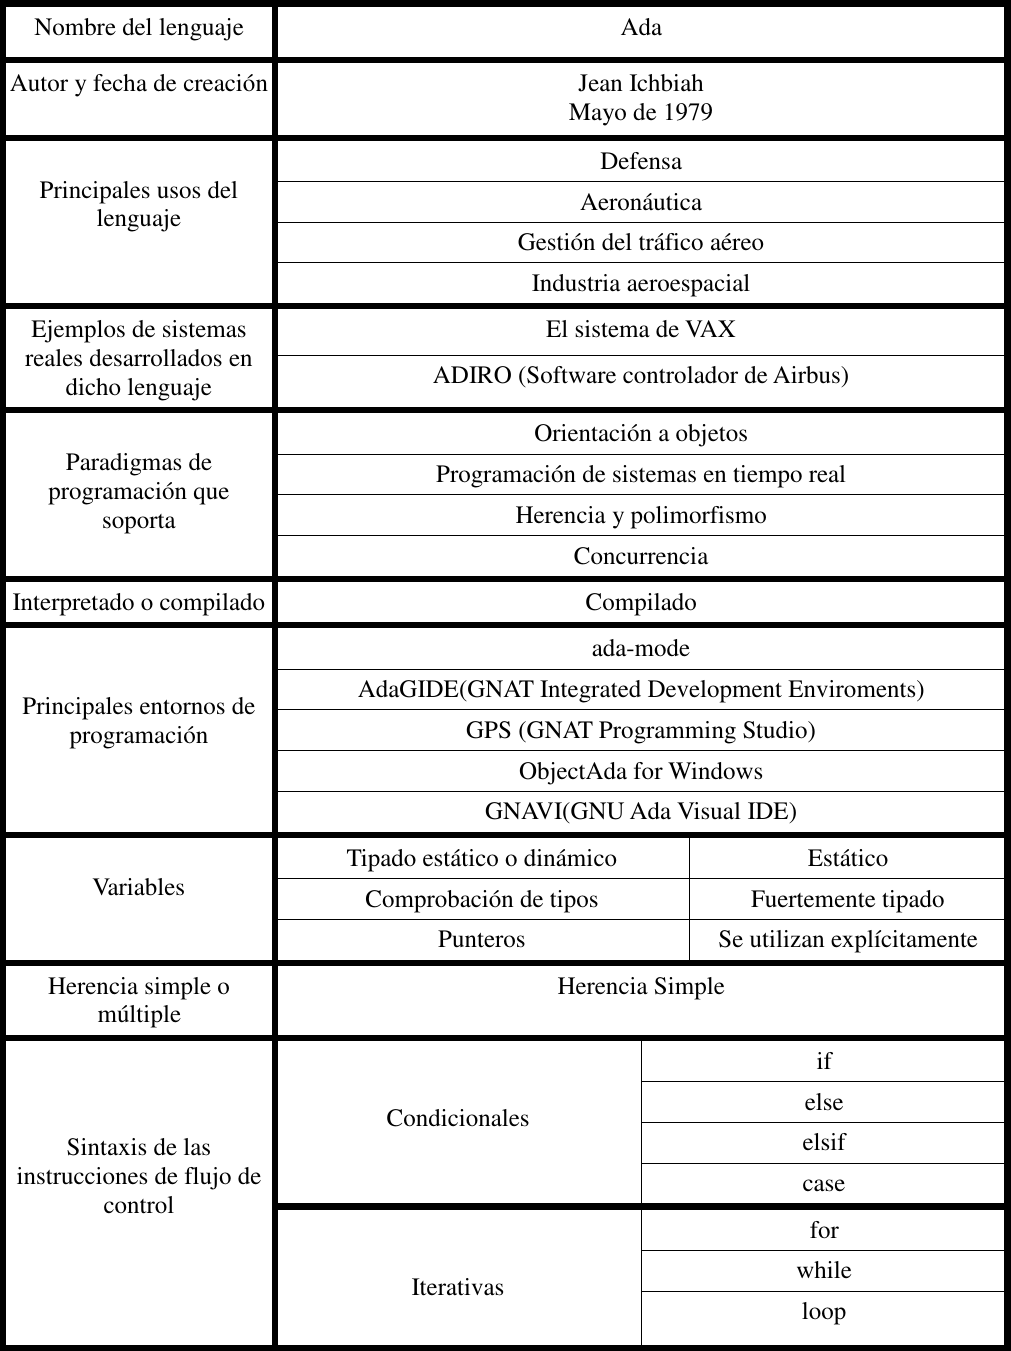 Nombre del lenguaje
Ada
Autor y fecha de creación
Jean Ichbiah
Mayo de 1979
Principales usos del
lenguaje
Defensa
Aeronáutica
Gestión del tráfico aéreo
Industria aeroespacial
Ejemplos de sistemas
reales desarrollados en
dicho lenguaje
El sistema de VAX
ADIRO (Software controlador de Airbus)
Paradigmas de
programación que
soporta
Orientación a objetos
Programación de sistemas en tiempo real
Herencia y polimorfismo
Concurrencia
Interpretado o compilado
Compilado
Principales entornos de
programación
ada-mode
AdaGIDE(GNAT Integrated Development Enviroments)
GPS (GNAT Programming Studio)
ObjectAda for Windows
GNAVI(GNU Ada Visual IDE)
Variables
Tipado estático o dinámico
Estático
Comprobación de tipos
Fuertemente tipado
Punteros
Se utilizan explícitamente
Herencia simple o
múltiple
Herencia Simple
Sintaxis de las
instrucciones de flujo de
control
Condicionales
if
else
elsif
case
Iterativas
for
while
loop